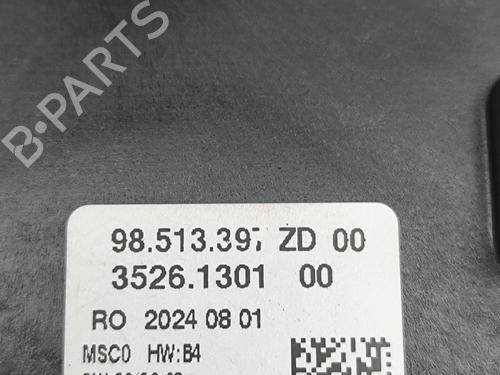 B-PARTS
98.513.397 ZD 00
3526.1301 00
RO 2024 08 01
MSC0 HW:B4